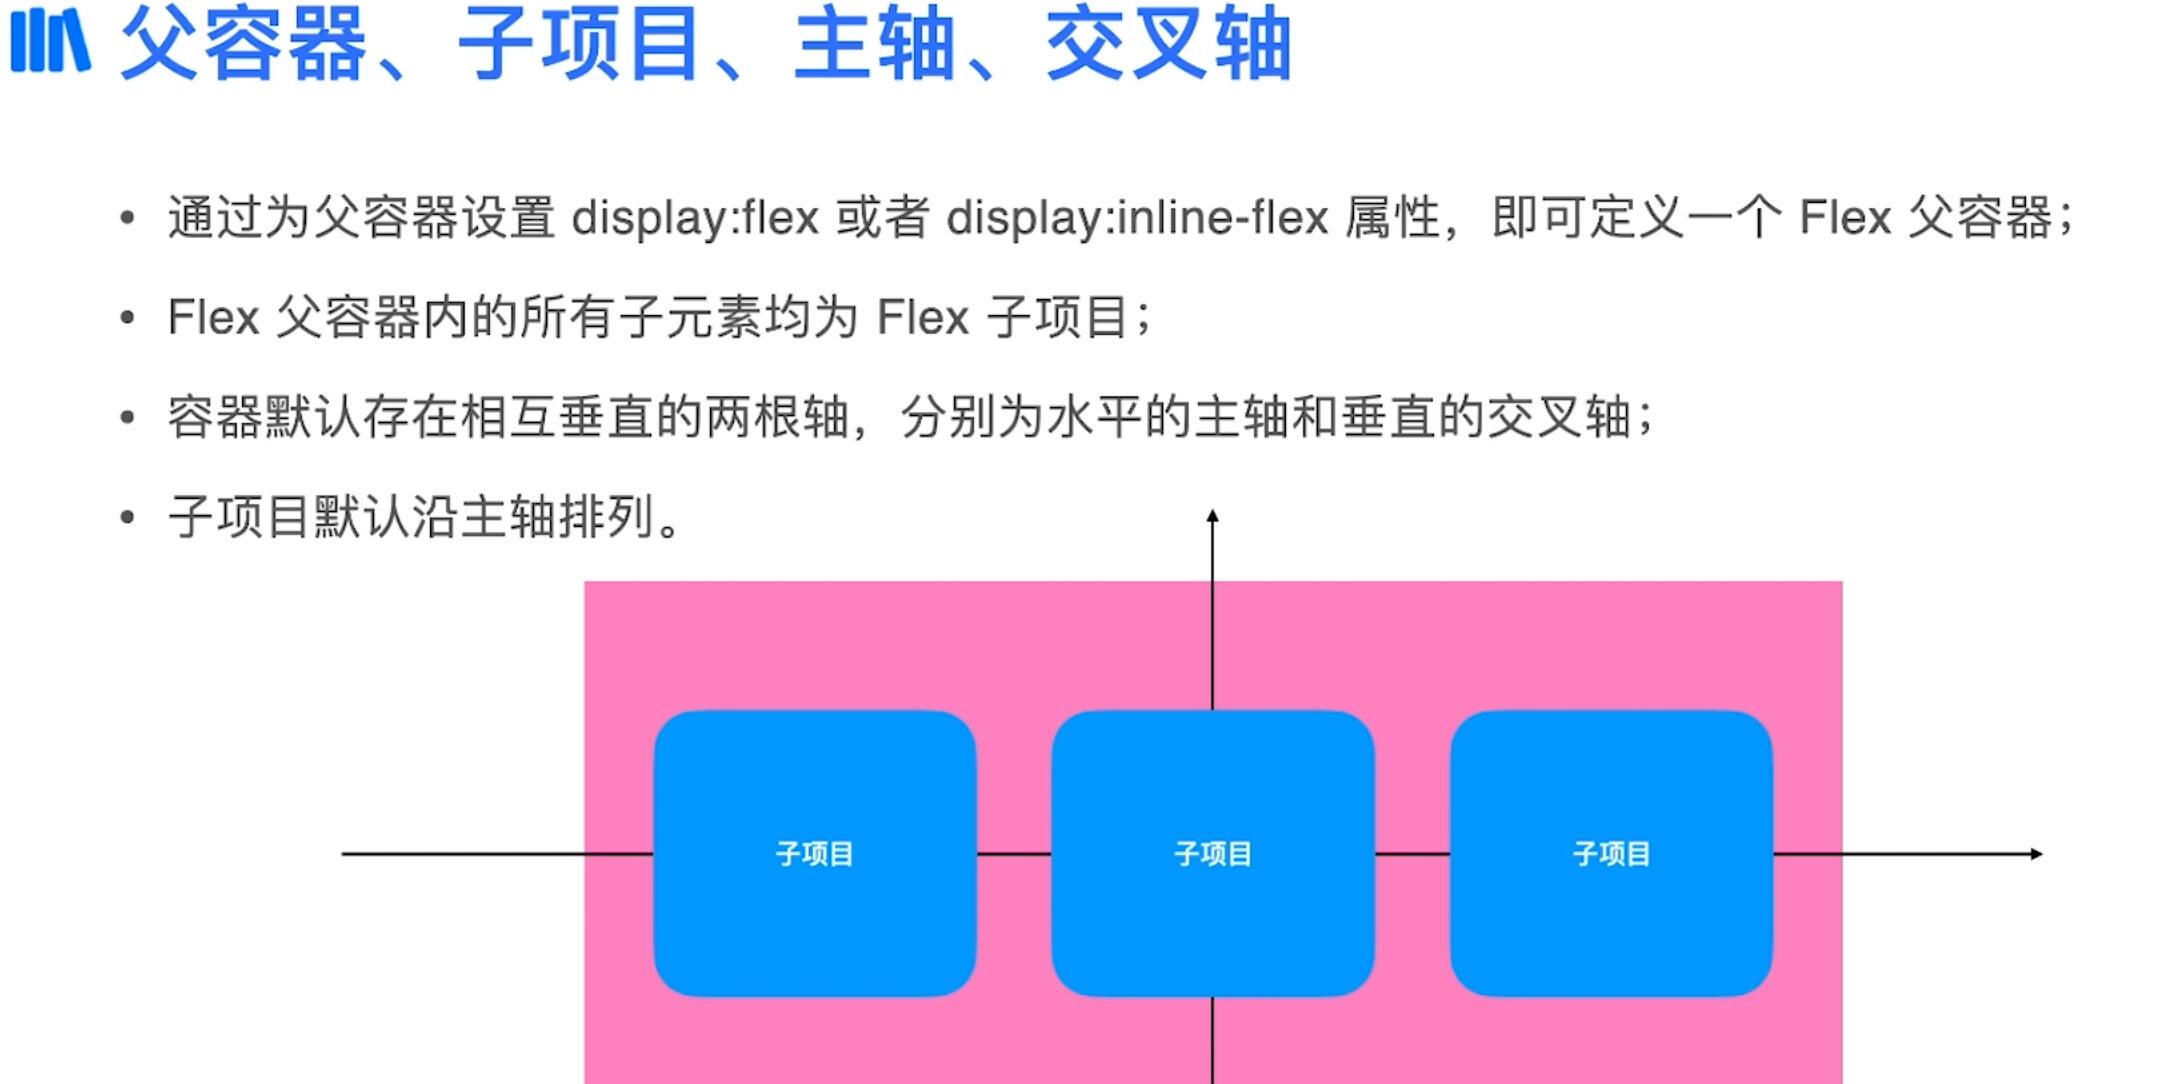 父容器、子项目、主轴、交叉轴
• 通过为父容器设置 display:flex 或者 display:inline-flex 属性，即可定义一个 Flex 父容器；
• Flex 父容器内的所有子元素均为 Flex 子项目；
• 容器默认存在相互垂直的两根轴，分别为水平的主轴和垂直的交叉轴；
• 子项目默认沿主轴排列。
子项目 子项目 子项目